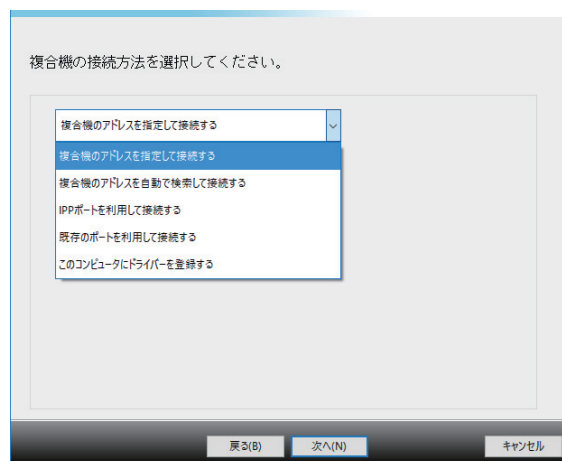 複合機の接続方法を選択してください。
複合機のアドレスを指定して接続する
複合機のアドレスを指定して接続する
複合機のアドレスを自動で検索して接続する
IPPポートを利用して接続する
既存のポートを利用して接続する
このコンピュータにドライバーを登録する
戻る(B) 次へ(N) キャンセル